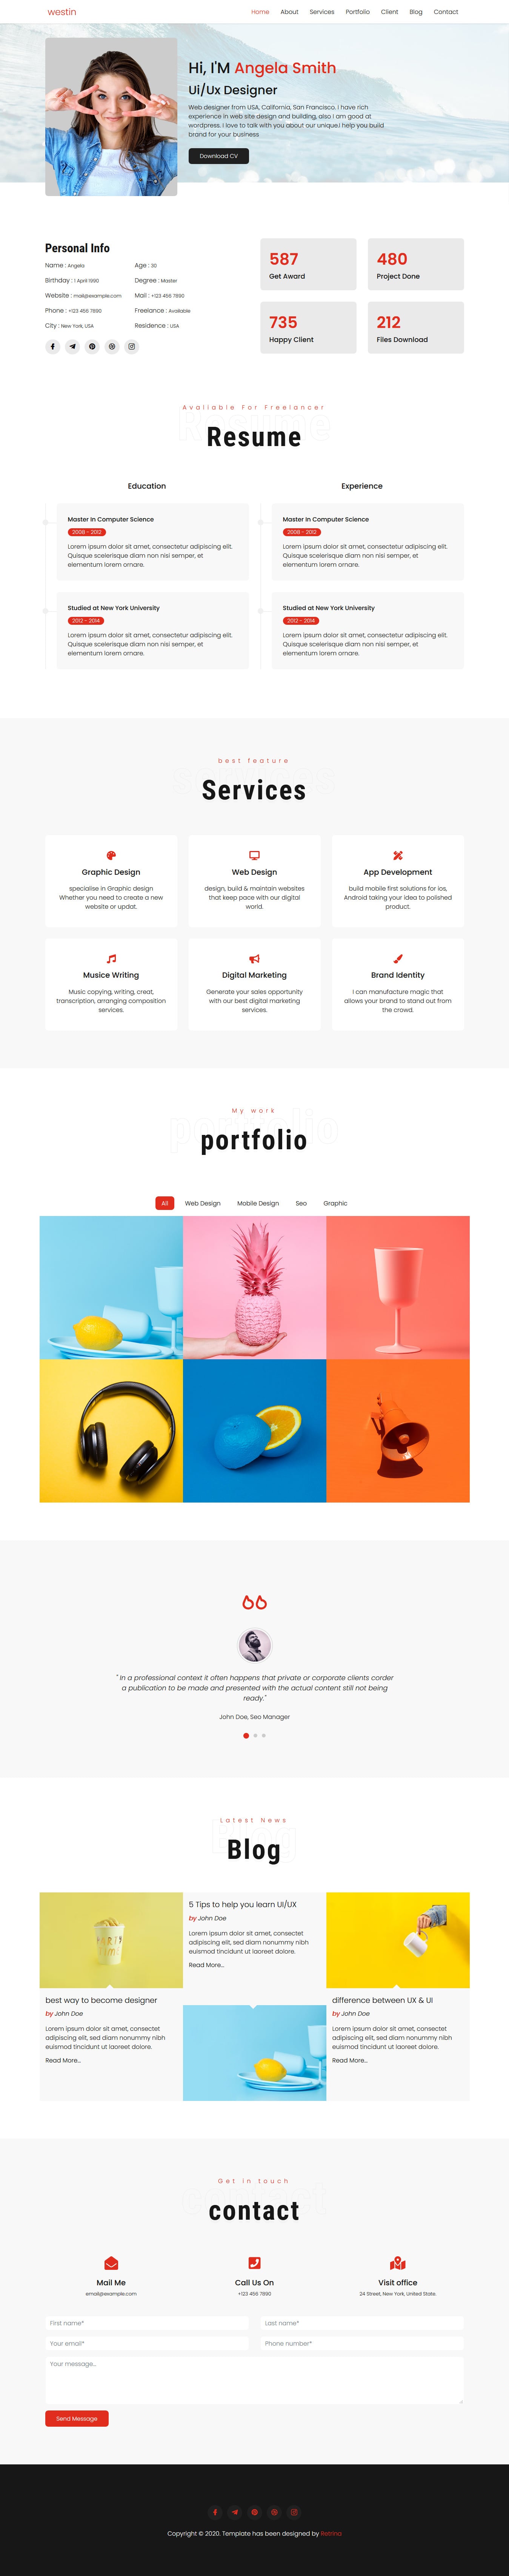 westin
Home About Services Portfolio Client Blog Contact
Hi, I'M Angela Smith
Ui/Ux Designer
Web designer from USA, California, San Francisco. I have rich
experience in web site design and building, also I am good at
wordpress. I love to talk with you about our unique.i help you build
brand for your business
Download CV
Personal Info
Name : Angela
Age : 30
Birthday : 1 April 1990
Degree : Master
Website : mail@example.com
Mail : +123 456 7890
Phone : +123 456 7890
Freelance : Available
City : New York, USA
Residence : USA
587
Get Award
480
Project Done
735
Happy Client
212
Files Download
Available For Freelancer
Resume
Resume
Education
Experience
Master In Computer Science
2008 - 2012
Lorem ipsum dolor sit amet, consectetur adipiscing elit.
Quisque scelerisque diam non nisi semper, et
elementum lorem ornare.
Master In Computer Science
2008 - 2012
Lorem ipsum dolor sit amet, consectetur adipiscing elit.
Quisque scelerisque diam non nisi semper, et
elementum lorem ornare.
Studied at New York University
2012 - 2014
Lorem ipsum dolor sit amet, consectetur adipiscing elit.
Quisque scelerisque diam non nisi semper, et
elementum lorem ornare.
Studied at New York University
2012 - 2014
Lorem ipsum dolor sit amet, consectetur adipiscing elit.
Quisque scelerisque diam non nisi semper, et
elementum lorem ornare.
best feature
Services
Graphic Design
specialise in Graphic design
Whether you need to create a new
website or updat.
Web Design
design, build & maintain websites
that keep pace with our digital
world.
App Development
build mobile first solutions for ios,
Android taking your idea to polished
product.
Musice Writing
Music copying, writing, creat,
transcription, arranging composition
services.
Digital Marketing
Generate your sales opportunity
with our best digital marketing
services.
Brand Identity
I can manufacture magic that
allows your brand to stand out from
the crowd.
My work
portfolio
portfolio
All Web Design Mobile Design Seo Graphic
" In a professional context it often happens that private or corporate clients corder
a publication to be made and presented with the actual content still not being
ready."
John Doe, Seo Manager
Latest News
Blog
Blog
PARTY TIME!
best way to become designer
by John Doe
Lorem ipsum dolor sit amet, consectet
adipiscing elit, sed diam nonummy nibh
euismod tincidunt ut laoreet dolore.
Read More...
5 Tips to help you learn UI/UX
by John Doe
Lorem ipsum dolor sit amet, consectet
adipiscing elit, sed diam nonummy nibh
euismod tincidunt ut laoreet dolore.
Read More...
difference between UX & UI
by John Doe
Lorem ipsum dolor sit amet, consectet
adipiscing elit, sed diam nonummy nibh
euismod tincidunt ut laoreet dolore.
Read More...
Get in touch
contact
Mail Me
email@example.com
Call Us On
+123 456 7890
Visit office
24 Street, New York, United State.
First name*
Last name*
Your email*
Phone number*
Your message...
Send Message
Copyright © 2020. Template has been designed by Retrina